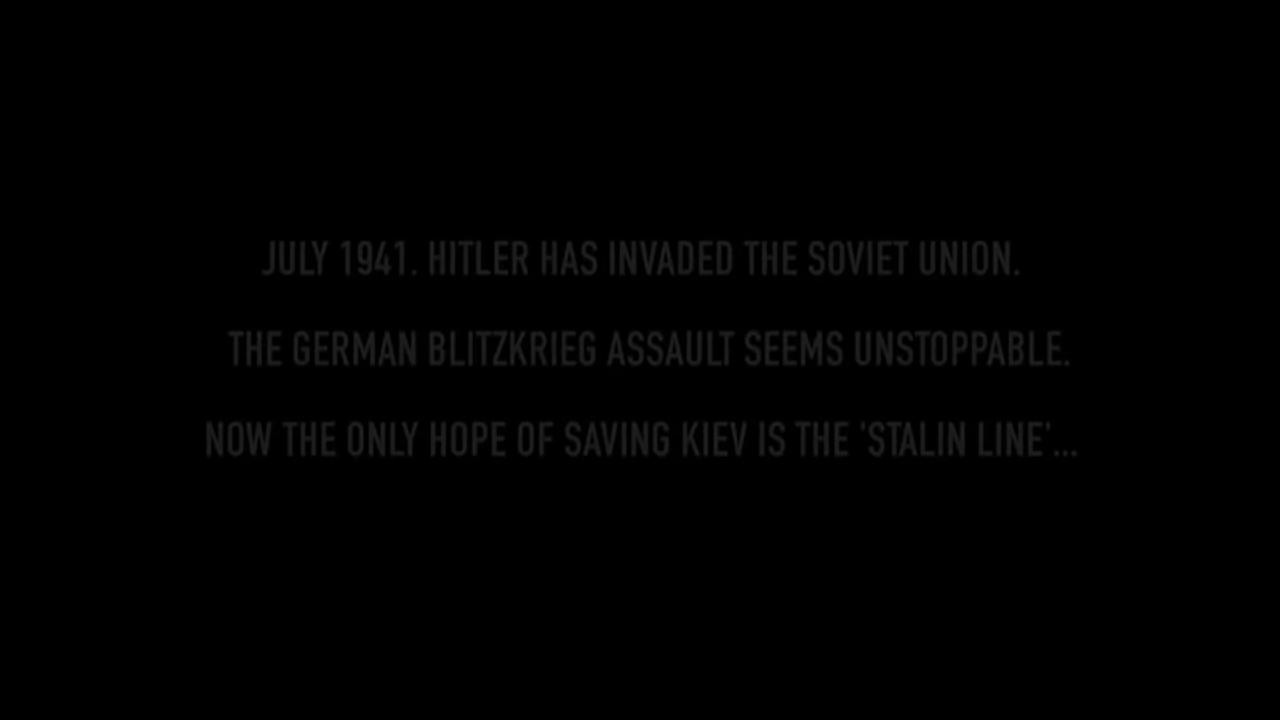 JULY 1941. HITLER HAS INVADED THE SOVIET UNION.
THE GERMAN BLITZKRIEG ASSAULT SEEMS UNSTOPPABLE.
NOW THE ONLY HOPE OF SAVING KIEV IS THE 'STALIN LINE'...